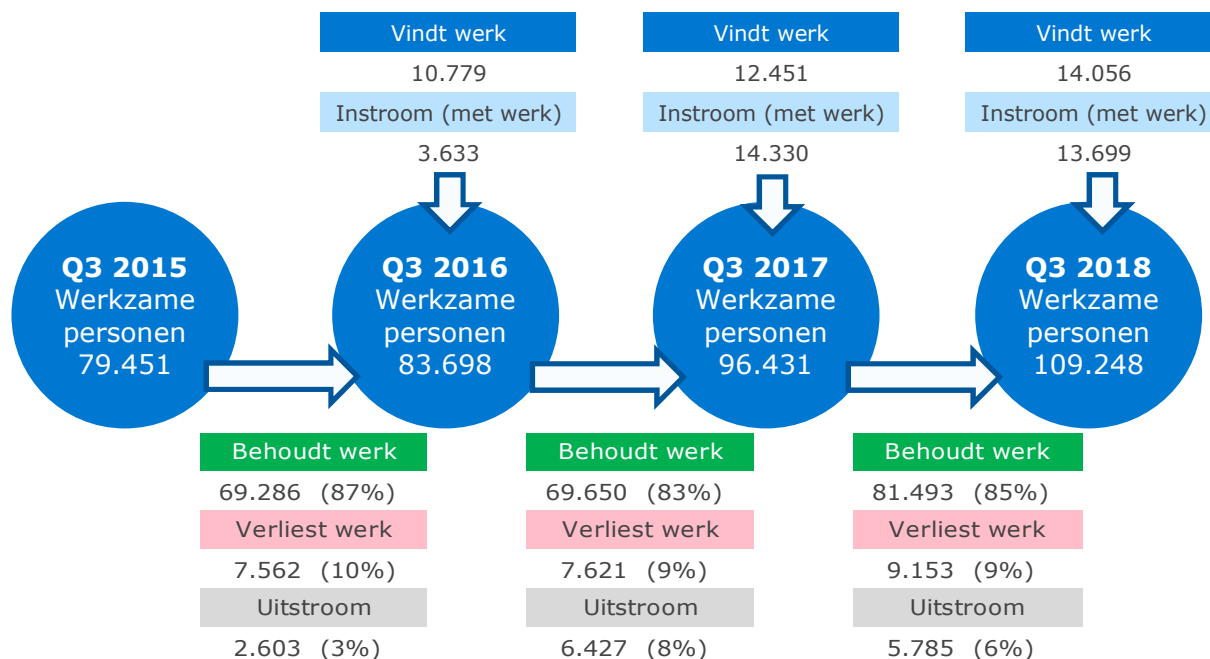 Vindt werk
10.779
Instroom (met werk)
3.633
Vindt werk
12.451
Instroom (met werk)
14.330
Vindt werk
14.056
Instroom (met werk)
13.699
Q3 2015
Werkzame
personen
79.451
Q3 2016
Werkzame
personen
83.698
Q3 2017
Werkzame
personen
96.431
Q3 2018
Werkzame
personen
109.248
Behoudt werk
69.286 (87%)
Verliest werk
7.562 (10%)
Uitstroom
2.603 (3%)
Behoudt werk
69.650 (83%)
Verliest werk
7.621 (9%)
Uitstroom
6.427 (8%)
Behoudt werk
81.493 (85%)
Verliest werk
9.153 (9%)
Uitstroom
5.785 (6%)